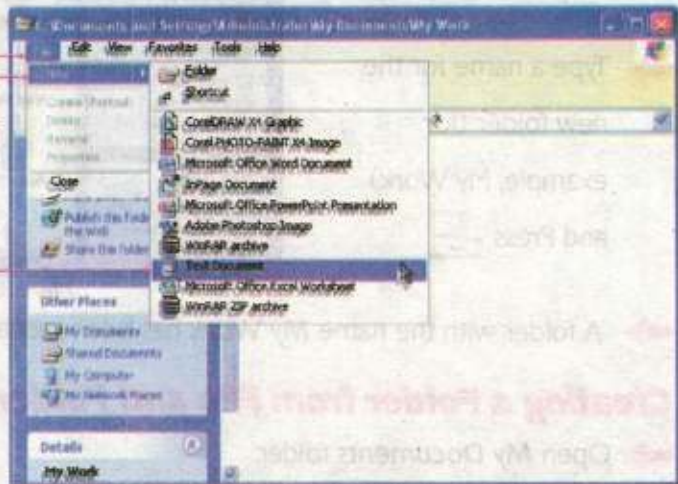 C:\Documents and Settings\Administrator\My Documents\My Work
Edit View Favorites Tools Help
Folder
Shortcut
CorelDRAW X4 Graphic
Corel PHOTO-PAINT X4 Image
Microsoft Office Word Document
InPage Document
Microsoft Office PowerPoint Presentation
Adobe Photoshop Image
WinRAR archive
Text Document
Microsoft Office Excel Worksheet
WinRAR ZIP archive
Create Shortcut
Delete
Rename
Properties
Close
Publish this folder
the Web
Share this folder
Other Places
My Documents
Shared Documents
My Computer
My Network Places
Details
My Work
Type a name for the
new folder
example, My Work)
and Press
A folder with the name My Work
Creating a Folder from File and Folder
Open My Documents folder